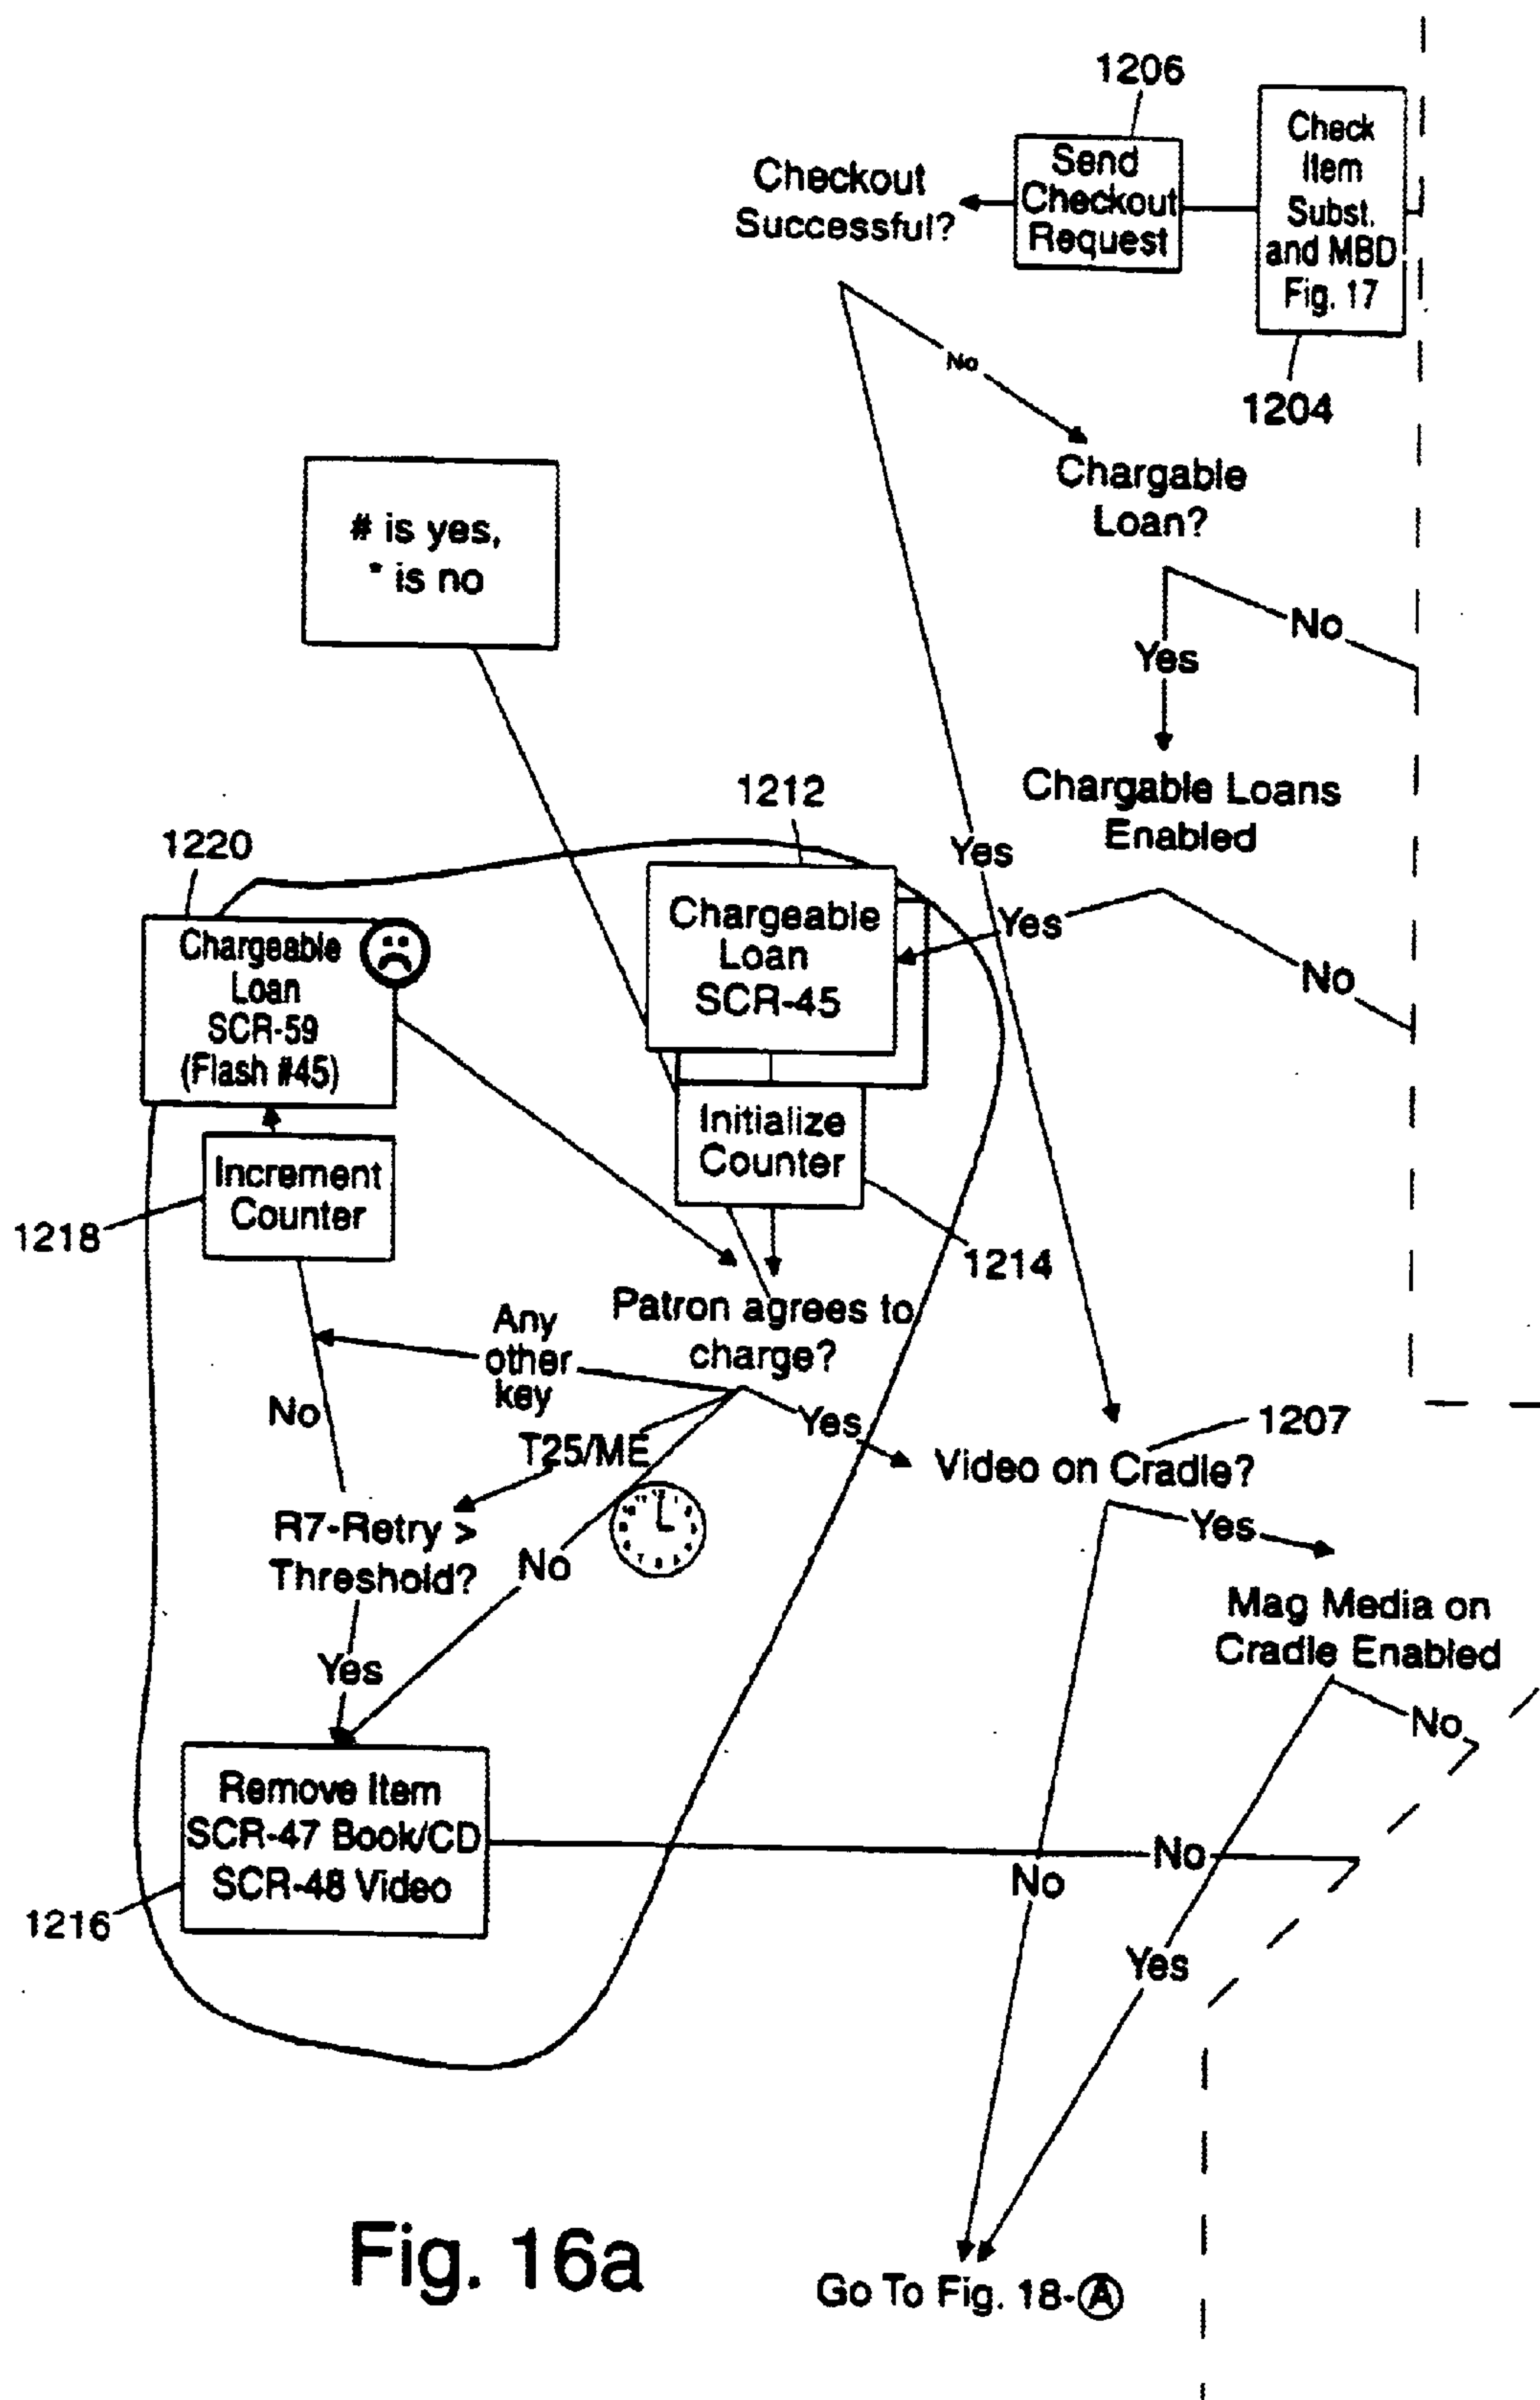 1206
Check
Item
Subst.
and MBD
Fig. 17
Send
Checkout
Request
Checkout
Successful?
1204
No
Chargable
Loan?
# is yes,
* is no
No
Yes
Chargable Loans
Enabled
1212
Yes
1220
Chargeable
Loan
SCR-45
Yes
No
Chargeable
Loan
SCR-59
(Flash #45)
Initialize
Counter
Increment
Counter
1218
1214
Patron agrees to
charge?
Any
other
key
No
Yes
1207
T25/ME
Video on Cradle?
R7-Retry >
Threshold?
No
Yes
Mag Media on
Cradle Enabled
Yes
No
Remove Item
SCR-47 Book/CD
SCR-48 Video
No
No
1216
Yes
Fig. 16a
Go To Fig. 18-Ⓐ